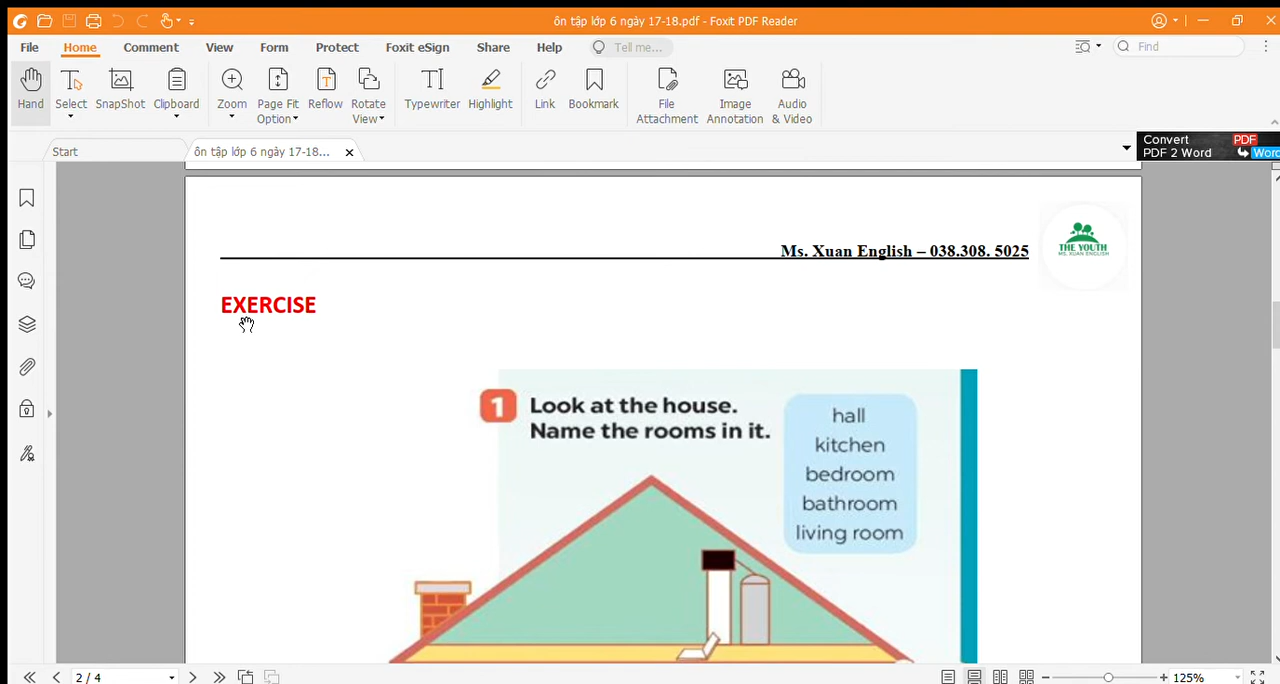 ôn tập lớp 6 ngày 17-18.pdf - Foxit PDF Reader
File Home Comment View Form Protect Foxit eSign Share Help Tell me... Find
Hand Select SnapShot Clipboard Zoom Page Fit Option Reflow Rotate View Typewriter Highlight Link Bookmark File Attachment Image Annotation Audio & Video
Start ôn tập lớp 6 ngày 17-18...
Convert PDF
PDF 2 Word Word
Ms. Xuan English – 038.308. 5025
THE YOUTH
MS. XUAN ENGLISH
EXERCISE
1 Look at the house.
Name the rooms in it.
hall
kitchen
bedroom
bathroom
living room
2 / 4 125%